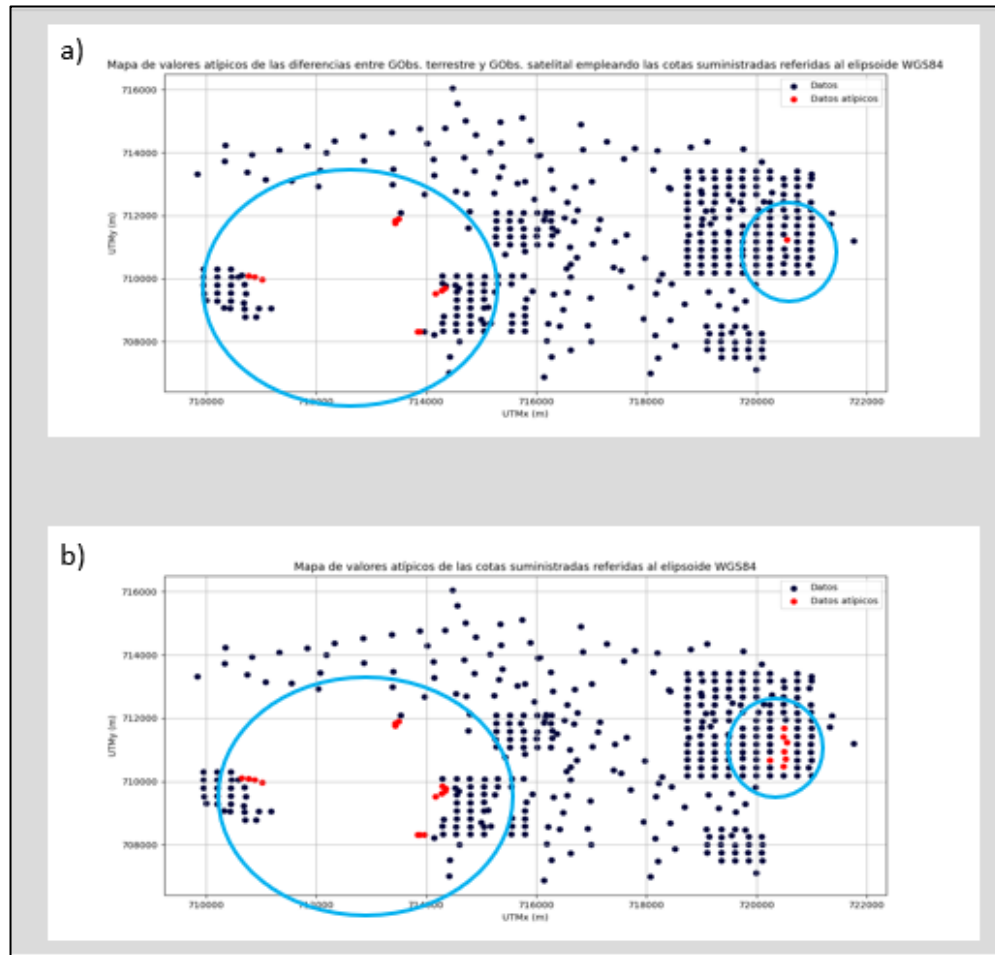 a)
Mapa de valores atípicos de las diferencias entre GObs. terrestre y GObs. satelital empleando las cotas suministradas referidas al elipsoide WGS84
Datos
Datos atípicos
716000
714000
712000
710000
708000
UTMy (m)
710000 712000 714000 716000 718000 720000 722000
UTMx (m)
b)
Mapa de valores atípicos de las cotas suministradas referidas al elipsoide WGS84
Datos
Datos atípicos
716000
714000
712000
710000
708000
UTMy (m)
710000 712000 714000 716000 718000 720000 722000
UTMx (m)